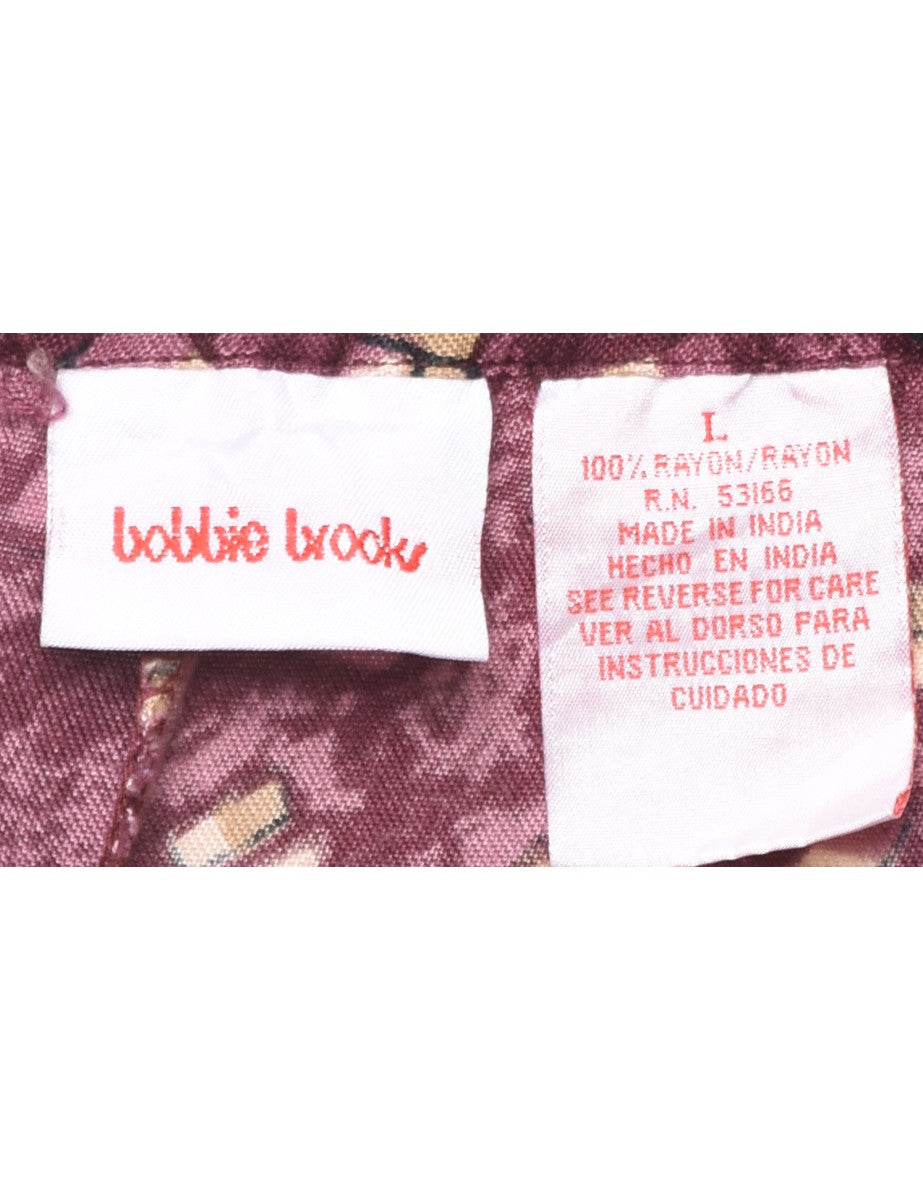 bobbie brooks
L
100% RAYON/RAYON
R.N. 53166
MADE IN INDIA
HECHO EN INDIA
SEE REVERSE FOR CARE
VER AL DORSO PARA
INSTRUCCIONES DE
CUIDADO